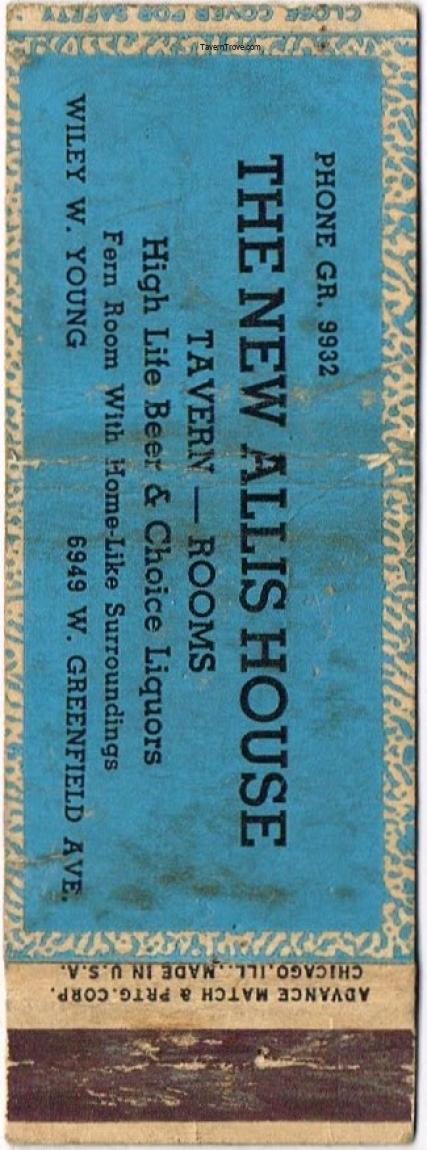 TavernTrove.com
CLOSE COVER FOR SAFETY
PHONE GR. 9932
THE NEW ALLIS HOUSE
TAVERN — ROOMS
High Life Beer & Choice Liquors
Fern Room With Home-Like Surroundings
WILEY W. YOUNG 6949 W. GREENFIELD AVE.
ADVANCE MATCH & PRTG. CORP.
CHICAGO, ILL., MADE IN U.S.A.